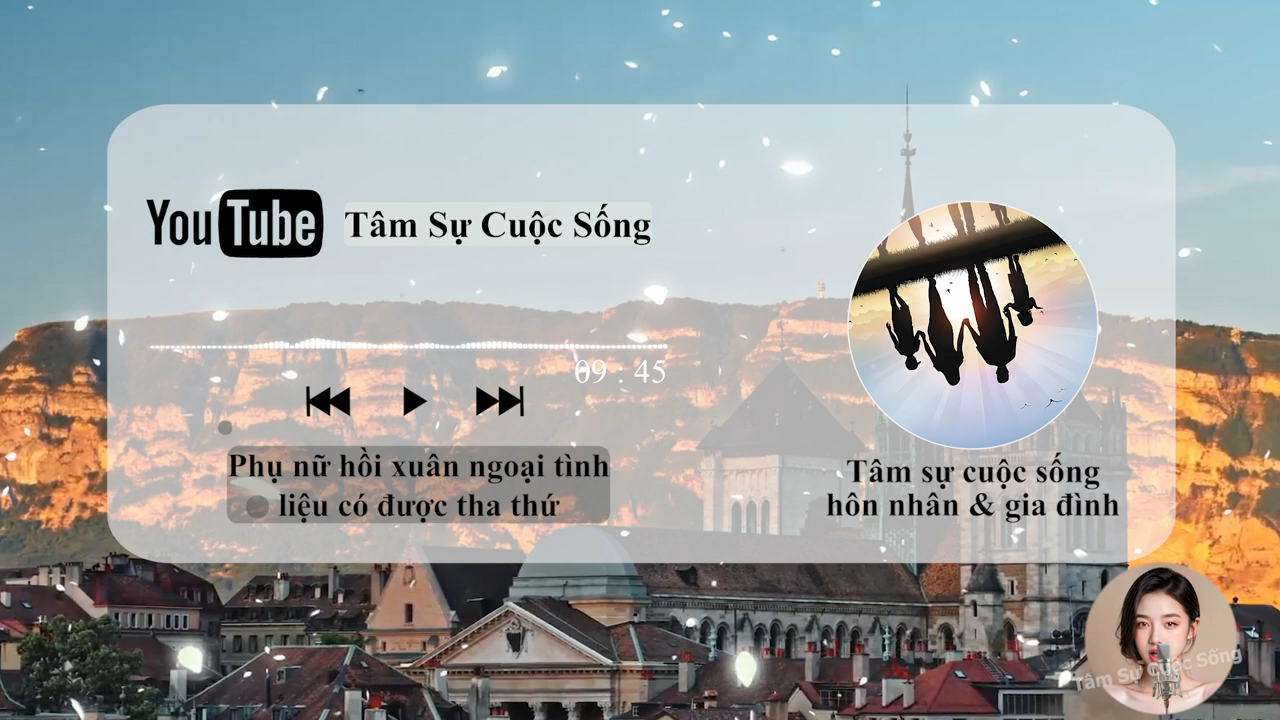 YouTube
Tâm Sự Cuộc Sống
09 : 45
Phụ nữ hồi xuân ngoại tình
liệu có được tha thứ
Tâm sự cuộc sống
hôn nhân & gia đình
Tâm Sự Cuộc Sống